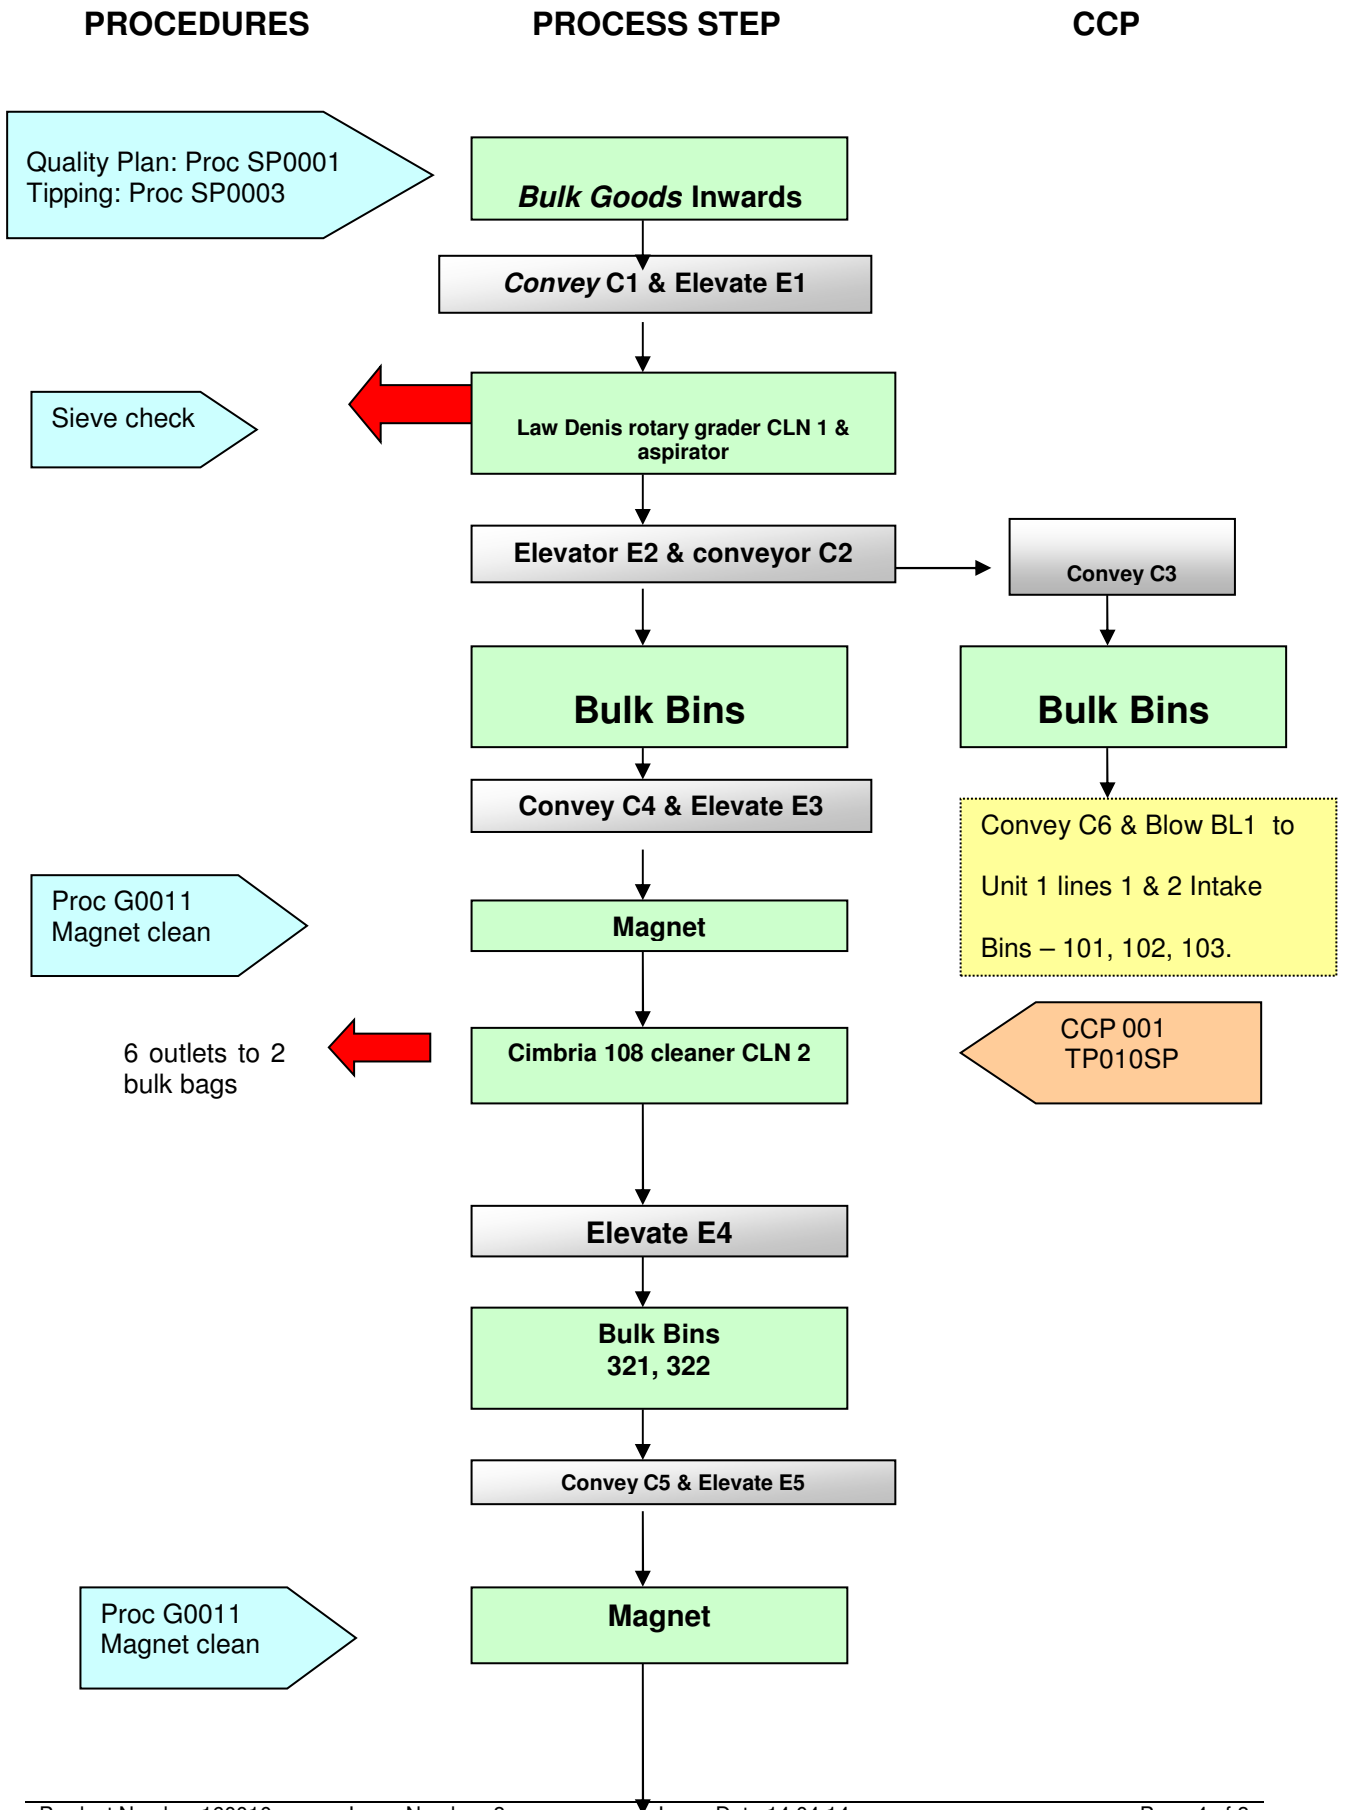 PROCEDURES PROCESS STEP CCP
Quality Plan: Proc SP0001
Tipping: Proc SP0003
Bulk Goods Inwards
Convey C1 & Elevate E1
Sieve check
Law Denis rotary grader CLN 1 &
aspirator
Elevator E2 & conveyor C2
Convey C3
Bulk Bins
Bulk Bins
Convey C4 & Elevate E3
Convey C6 & Blow BL1 to
Unit 1 lines 1 & 2 Intake
Bins – 101, 102, 103.
Proc G0011
Magnet clean
Magnet
6 outlets to 2
bulk bags
Cimbria 108 cleaner CLN 2
CCP 001
TP010SP
Elevate E4
Bulk Bins
321, 322
Convey C5 & Elevate E5
Proc G0011
Magnet clean
Magnet